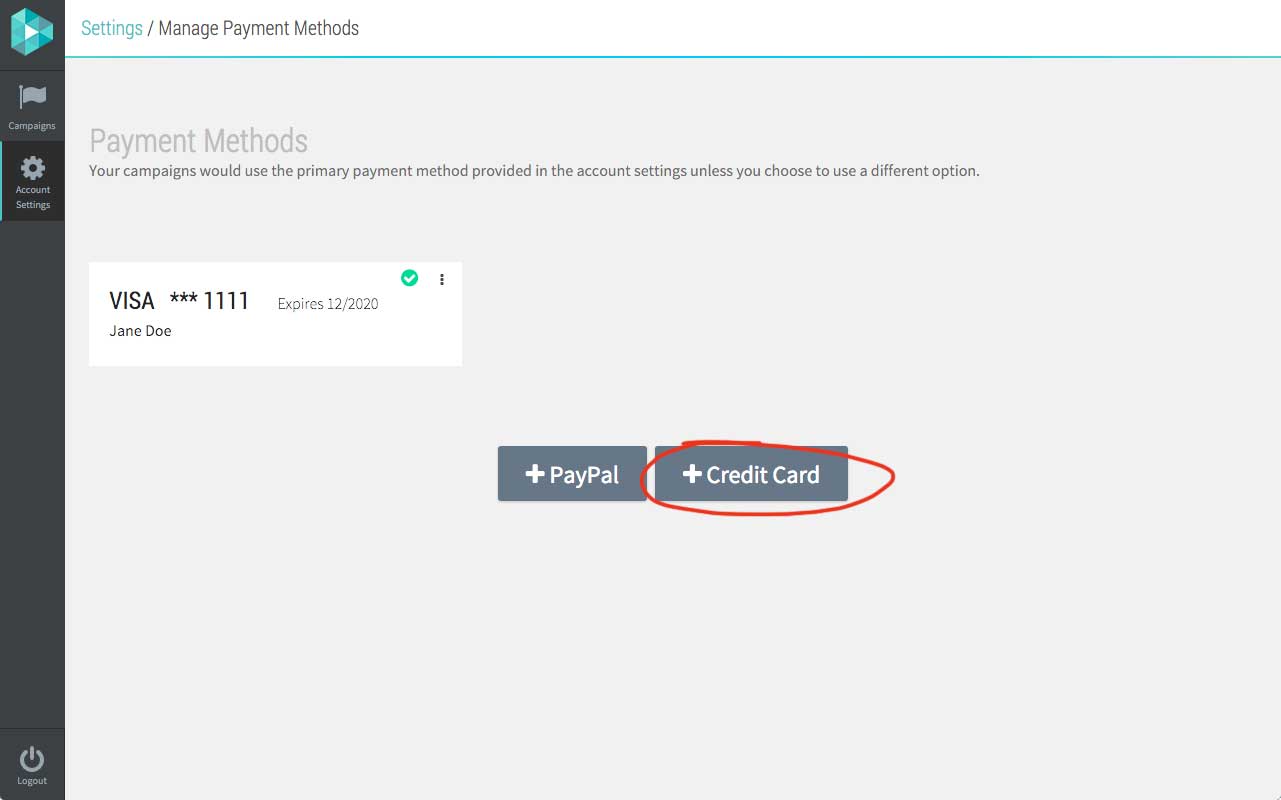 Settings / Manage Payment Methods
Campaigns
Account
Settings
Payment Methods
Your campaigns would use the primary payment method provided in the account settings unless you choose to use a different option.
VISA *** 1111 Expires 12/2020
Jane Doe
PayPal Credit Card
Logout